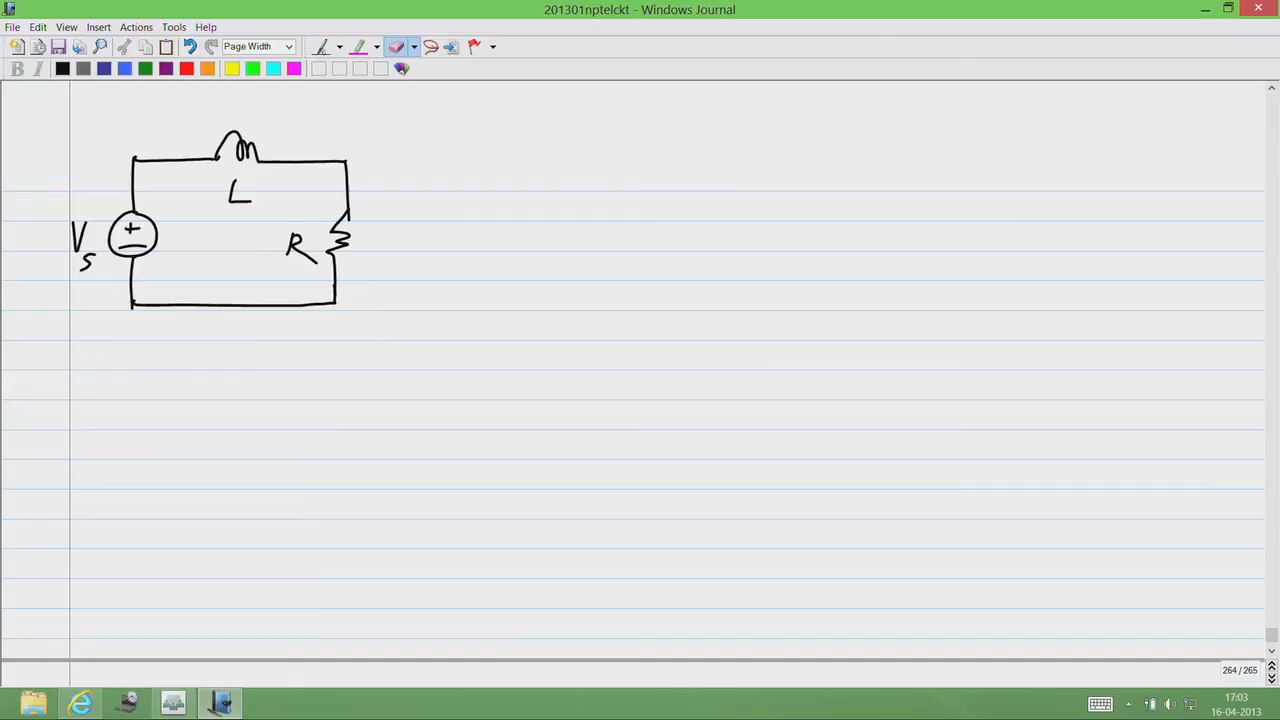 201301nptelckt - Windows Journal
File Edit View Insert Actions Tools Help
Page Width
B I
L
+
V
S
R
264 / 265
17:03
16-04-2013